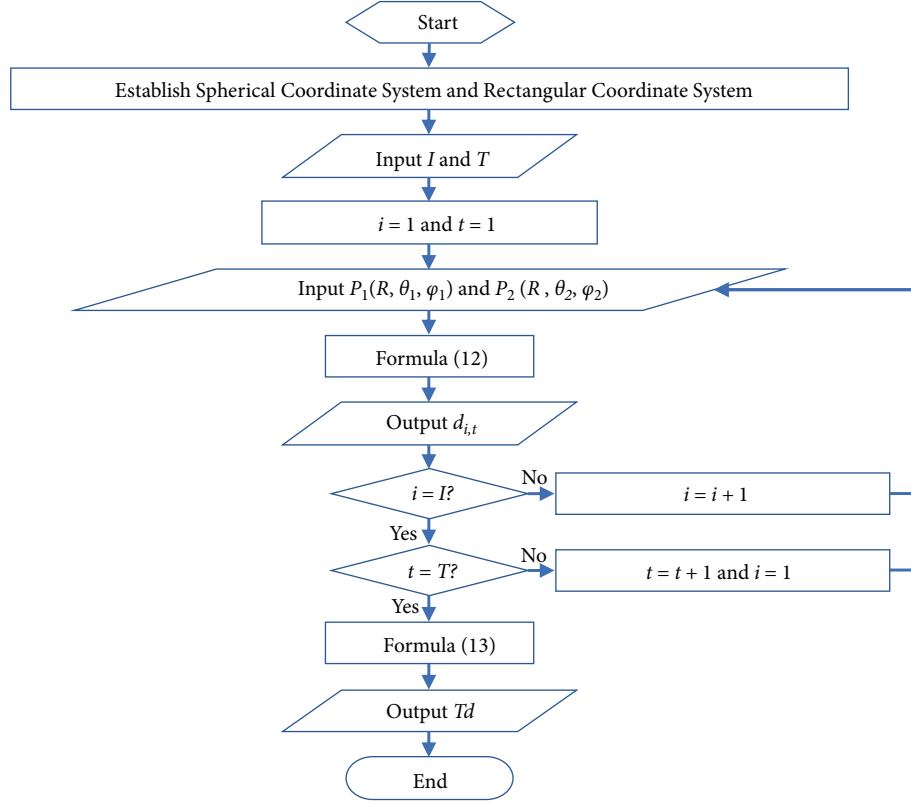 Start
Establish Spherical Coordinate System and Rectangular Coordinate System
Input I and T
i = 1 and t = 1
Input P₁(R, θ₁, φ₁) and P₂ (R , θ₂, φ₂)
Formula (12)
Output dᵢ,ₜ
i = I?
No
i = i + 1
Yes
t = T?
No
t = t + 1 and i = 1
Yes
Formula (13)
Output Td
End